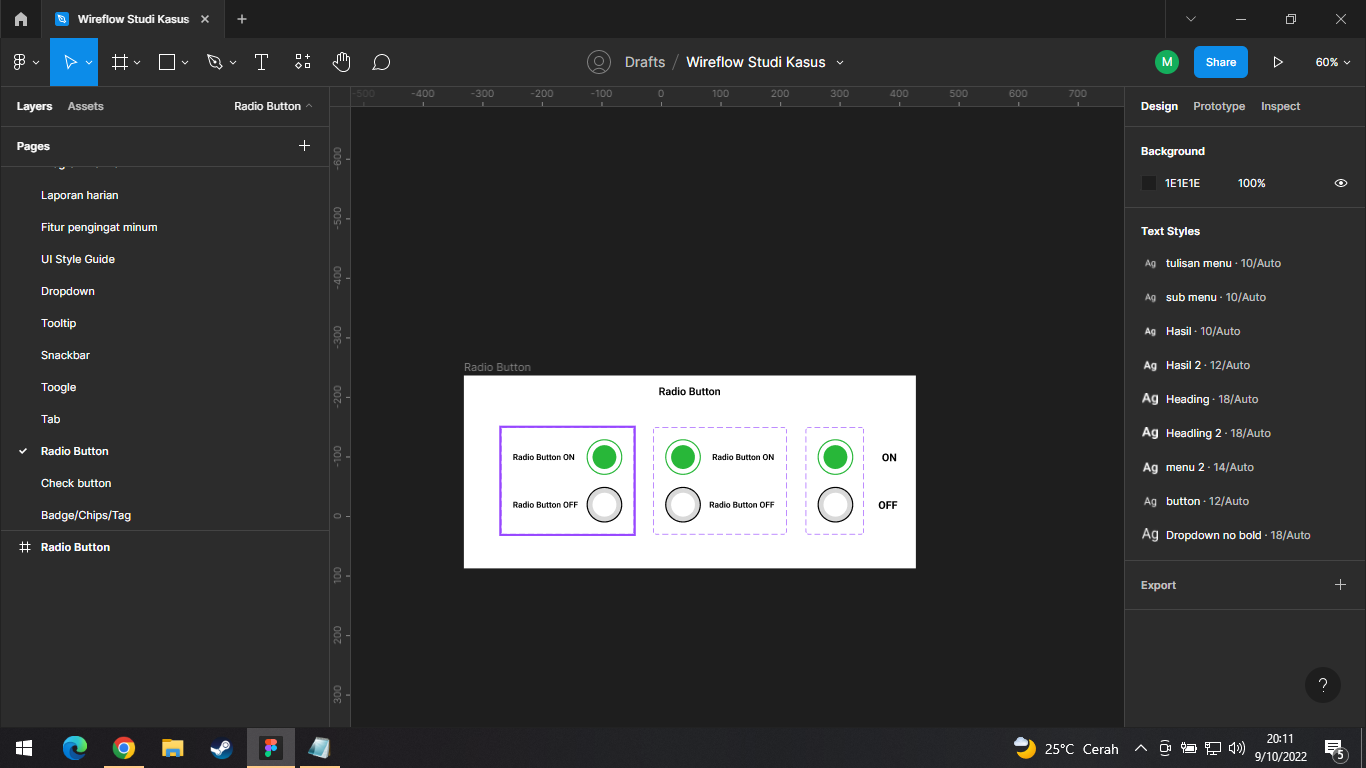 Wireflow Studi Kasus
Drafts / Wireflow Studi Kasus
M
Share
60%
Layers
Assets
Radio Button
-500 -400 -300 -200 -100 0 100 200 300 400 500 600 700
Design
Prototype
Inspect
Pages
Laporan harian
Fitur pengingat minum
UI Style Guide
Dropdown
Tooltip
Snackbar
Toogle
Tab
Radio Button
Check button
Badge/Chips/Tag
Radio Button
-600
-500
-400
-300
-200
-100
0
100
200
300
Radio Button
Radio Button
Radio Button ON
Radio Button ON
ON
Radio Button OFF
Radio Button OFF
OFF
Background
1E1E1E
100%
Text Styles
Ag tulisan menu · 10/Auto
Ag sub menu · 10/Auto
Ag Hasil · 10/Auto
Ag Hasil 2 · 12/Auto
Ag Heading · 18/Auto
Ag Headling 2 · 18/Auto
Ag menu 2 · 14/Auto
Ag button · 12/Auto
Ag Dropdown no bold · 18/Auto
Export
?
25°C Cerah
20:11
9/10/2022
5